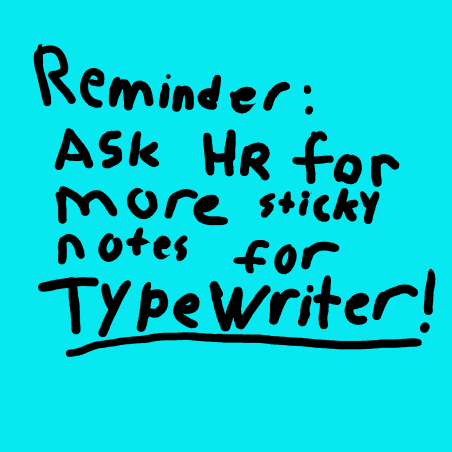 Reminder:
Ask HR for
more sticky
notes for
TypeWriter!